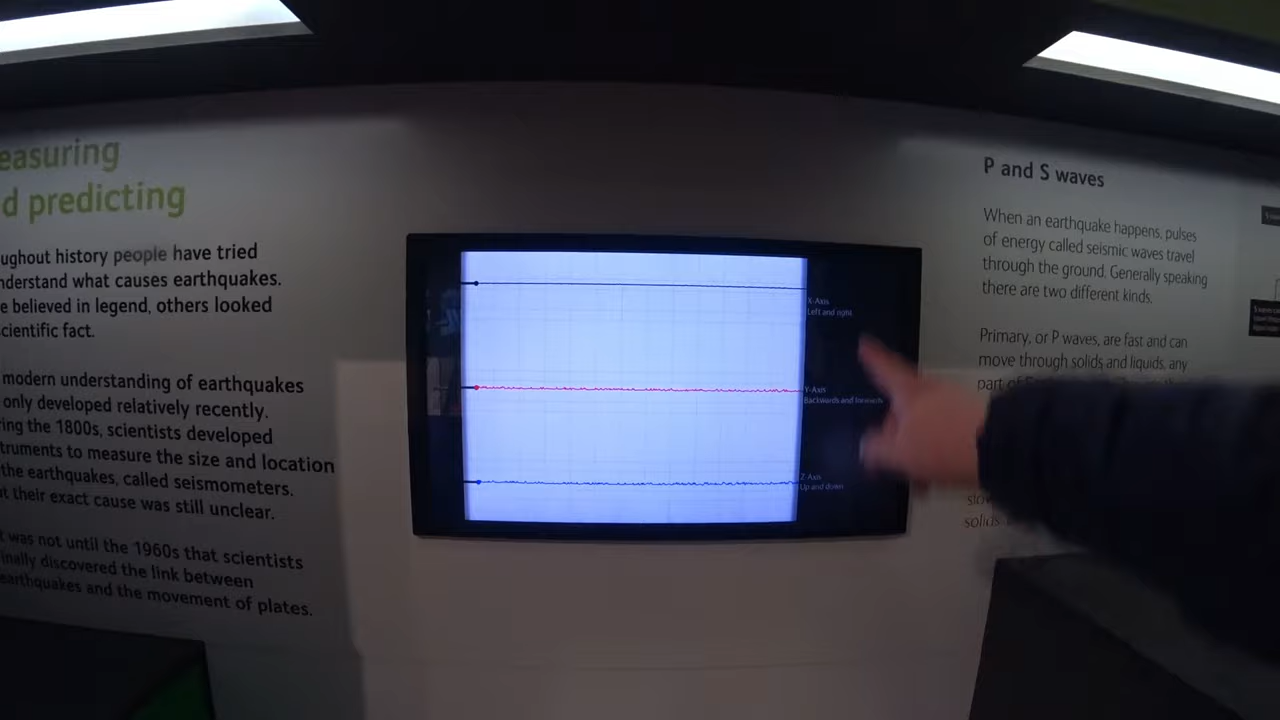 easuring
d predicting
ughout history people have tried
nderstand what causes earthquakes.
e believed in legend, others looked
cientific fact.
modern understanding of earthquakes
only developed relatively recently.
ring the 1800s, scientists developed
truments to measure the size and location
the earthquakes, called seismometers.
t their exact cause was still unclear.
t was not until the 1960s that scientists
inally discovered the link between
earthquakes and the movement of plates.
X-Axis
Left and right
Y-Axis
Backwards and forwards
Z Axis
Up and down
P and S waves
When an earthquake happens, pulses
of energy called seismic waves travel
through the ground. Generally speaking
there are two different kinds.
Primary, or P waves, are fast and can
move through solids and liquids, any
part of
slow
solids